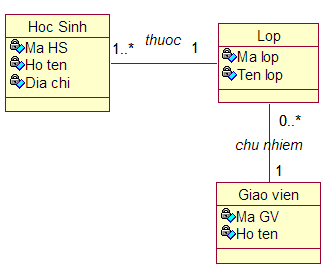 Hoc Sinh
Ma HS
Ho ten
Dia chi
1..*
thuoc
1
Lop
Ma lop
Ten lop
0..*
chu nhiem
1
Giao vien
Ma GV
Ho ten